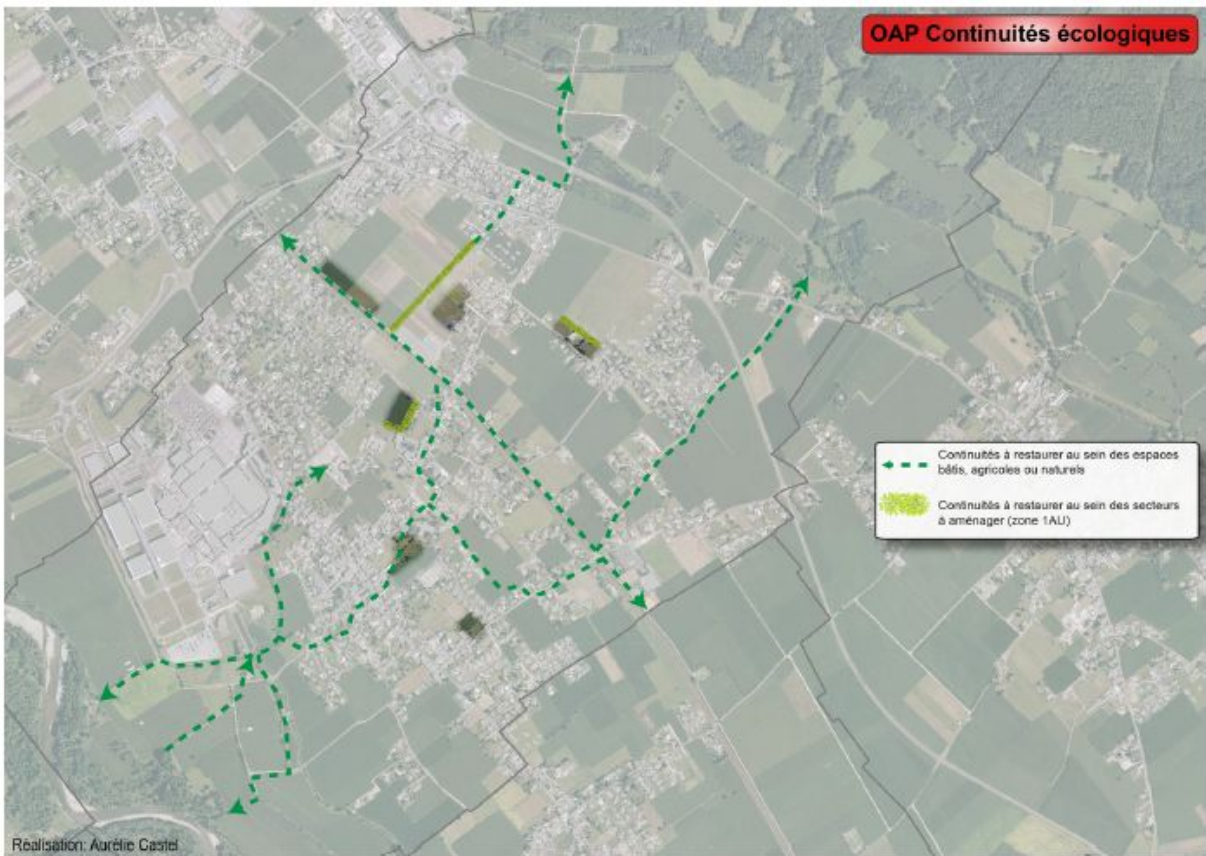 OAP Continuités écologiques
Continuités à restaurer au sein des espaces
bâtis, agricoles ou naturels
Continuités à restaurer au sein des secteurs
à aménager (zone 1AU)
Réalisation: Aurélie Castel